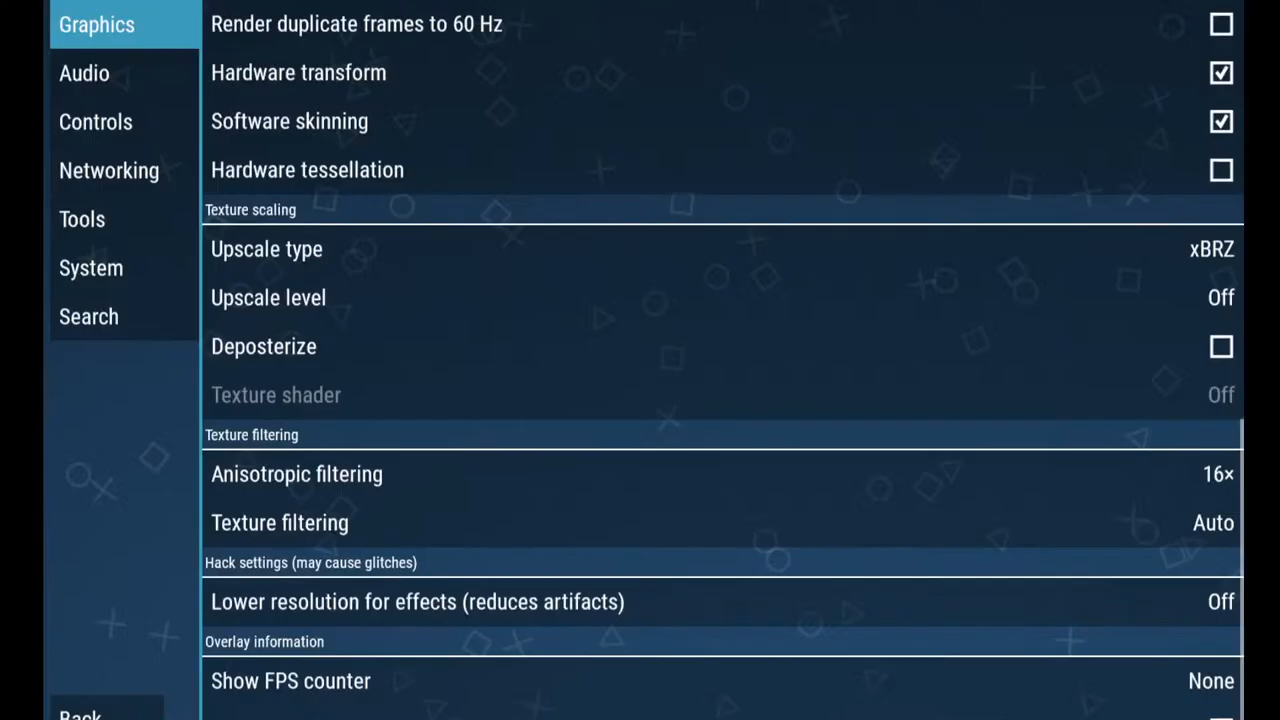 Graphics
Audio
Controls
Networking
Tools
System
Search
Back
Render duplicate frames to 60 Hz
Hardware transform
Software skinning
Hardware tessellation
Texture scaling
Upscale type xBRZ
Upscale level Off
Deposterize
Texture shader Off
Texture filtering
Anisotropic filtering 16×
Texture filtering Auto
Hack settings (may cause glitches)
Lower resolution for effects (reduces artifacts) Off
Overlay information
Show FPS counter None